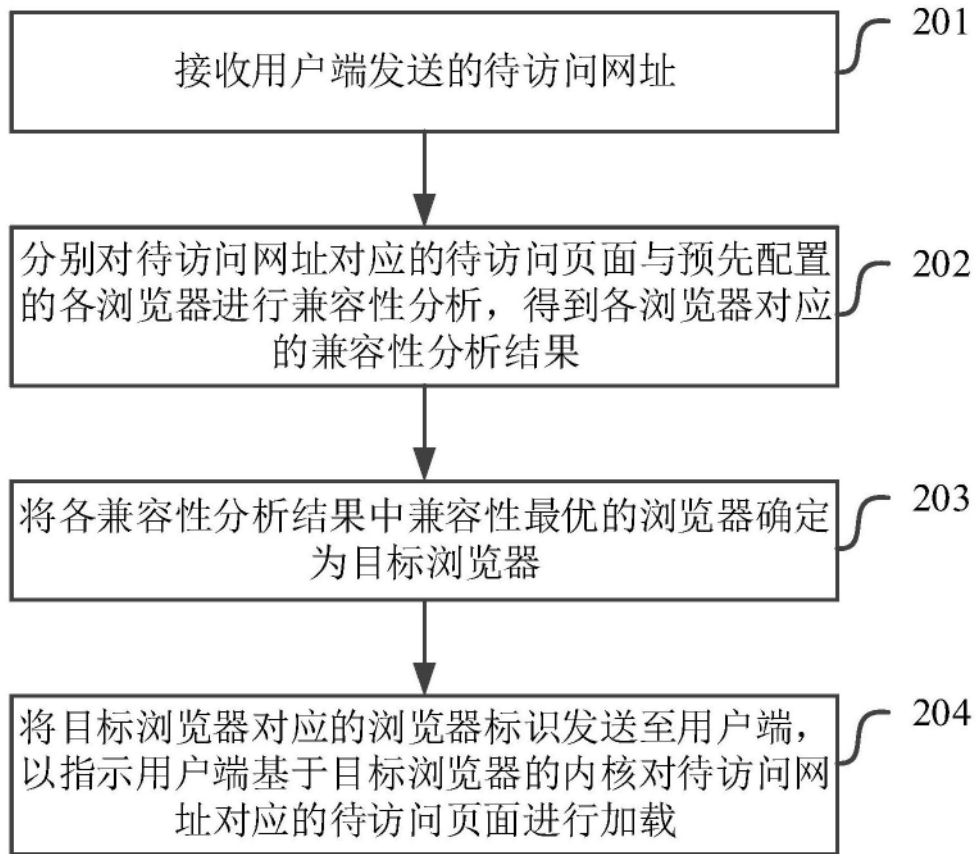 接收用户端发送的待访问网址
201
分别对待访问网址对应的待访问页面与预先配置
的各浏览器进行兼容性分析，得到各浏览器对应
的兼容性分析结果
202
将各兼容性分析结果中兼容性最优的浏览器确定
为目标浏览器
203
将目标浏览器对应的浏览器标识发送至用户端，
以指示用户端基于目标浏览器的内核对待访问网
址对应的待访问页面进行加载
204